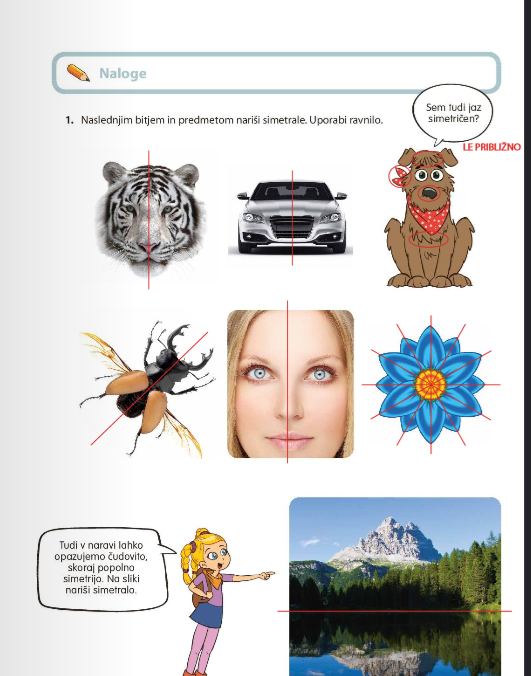 Naloge
Sem tudi jaz
simetričen?
1. Naslednjim bitjem in predmetom nariši simetrale. Uporabi ravnilo.
LE PRIBLIŽNO
Tudi v naravi lahko
opazujemo čudovito,
skoraj popolno
simetrijo. Na sliki
nariši simetralo.